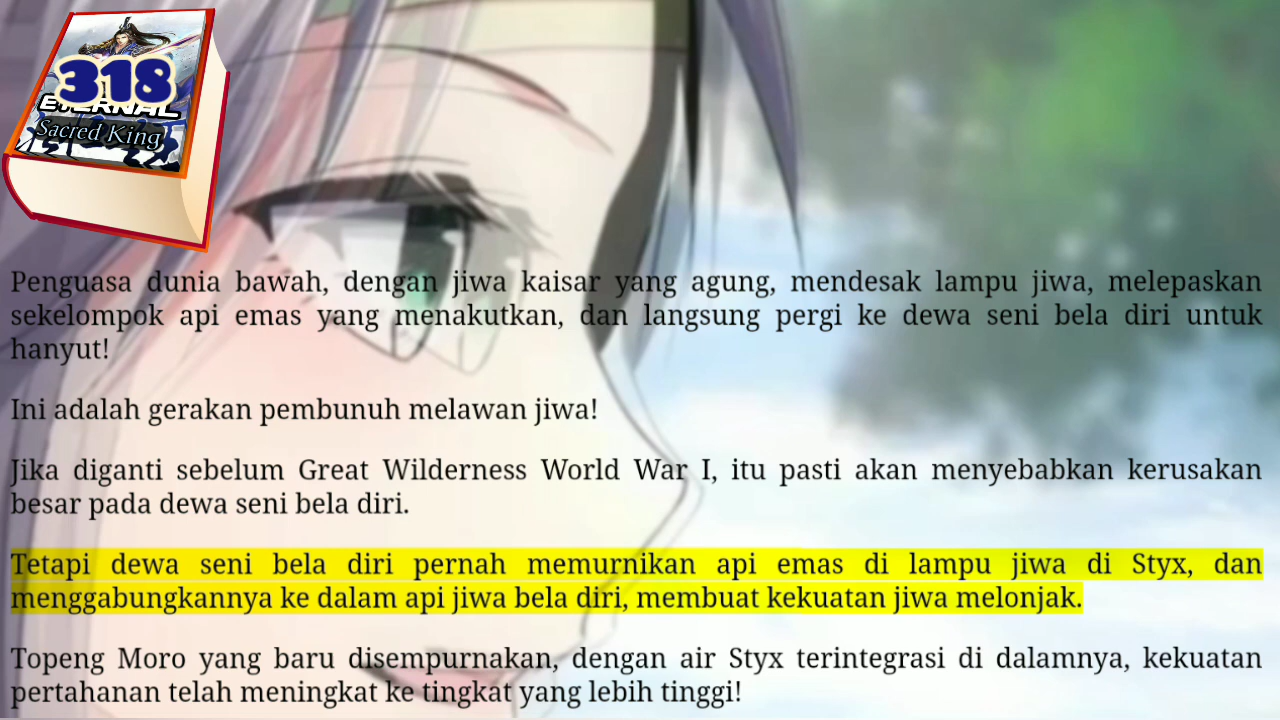 318
ETERNAL
Sacred King
Penguasa dunia bawah, dengan jiwa kaisar yang agung, mendesak lampu jiwa, melepaskan
sekelompok api emas yang menakutkan, dan langsung pergi ke dewa seni bela diri untuk
hanyut!
Ini adalah gerakan pembunuh melawan jiwa!
Jika diganti sebelum Great Wilderness World War I, itu pasti akan menyebabkan kerusakan
besar pada dewa seni bela diri.
Tetapi dewa seni bela diri pernah memurnikan api emas di lampu jiwa di Styx, dan
menggabungkannya ke dalam api jiwa bela diri, membuat kekuatan jiwa melonjak.
Topeng Moro yang baru disempurnakan, dengan air Styx terintegrasi di dalamnya, kekuatan
pertahanan telah meningkat ke tingkat yang lebih tinggi!